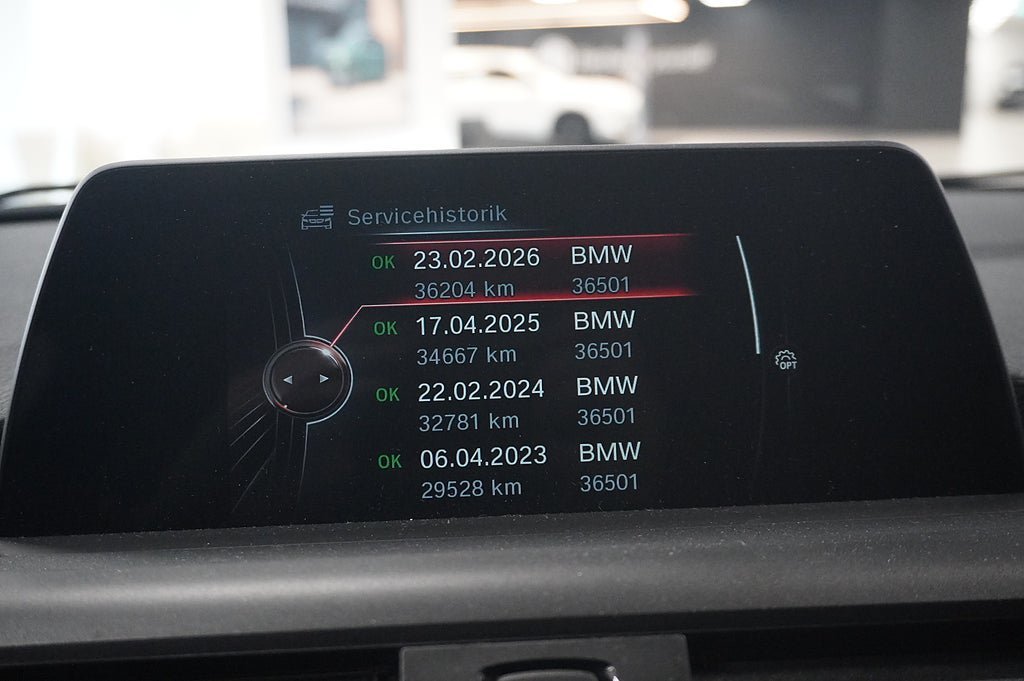 Servicehistorik
OK 23.02.2026 BMW
36204 km 36501
OK 17.04.2025 BMW
34667 km 36501
OK 22.02.2024 BMW
32781 km 36501
OK 06.04.2023 BMW
29528 km 36501
OPT